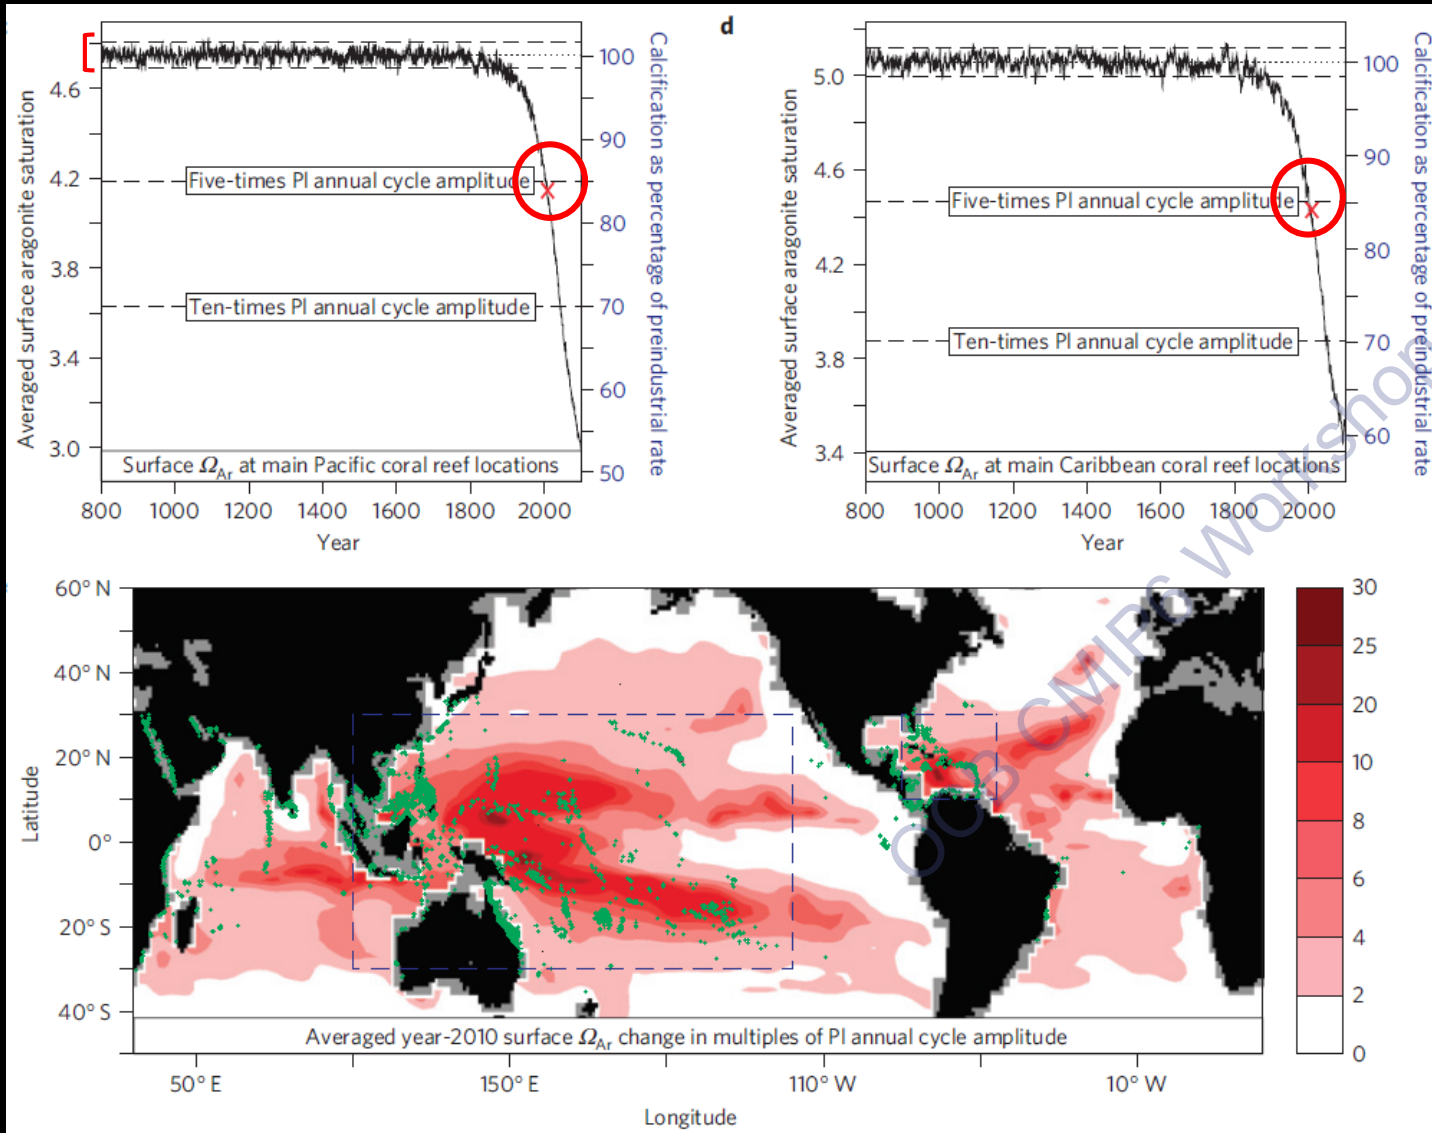 d
Averaged surface aragonite saturation
4.6
4.2
3.8
3.4
3.0
100
90
80
70
60
50
Calcification as percentage of preindustrial rate
Five-times PI annual cycle amplitude
Ten-times PI annual cycle amplitude
Surface Ω_Ar at main Pacific coral reef locations
800 1000 1200 1400 1600 1800 2000
Year
Averaged surface aragonite saturation
5.0
4.6
4.2
3.8
3.4
100
90
80
70
60
Calcification as percentage of preindustrial rate
Five-times PI annual cycle amplitude
Ten-times PI annual cycle amplitude
Surface Ω_Ar at main Caribbean coral reef locations
800 1000 1200 1400 1600 1800 2000
Year
OCB CMIP6 Workshop
Latitude
60° N
40° N
20° N
0°
20° S
40° S
Averaged year-2010 surface Ω_Ar change in multiples of PI annual cycle amplitude
50° E 150° E 110° W 10° W
Longitude
30
25
20
10
8
6
4
2
0